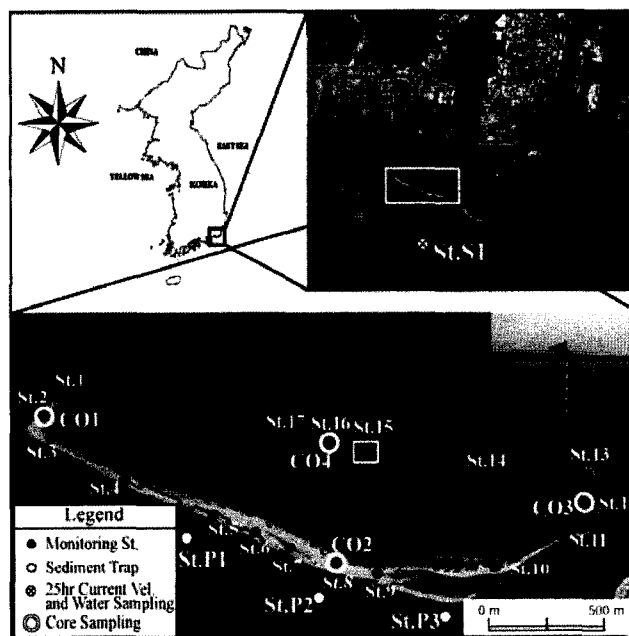 N
CHINA
EAST SEA
YELLOW SEA
KOREA
St.S1
St.1
St.2
CO1
St.3
St.17 St.16 St.15
CO4
St.14
St.13
CO3
St.1
St.4
St.11
St.5
St.6
CO2
St.7
St.8
St.9
St.10
St.P1
St.P2
St.P3
Legend
Monitoring St.
Sediment Trap
25hr Current Vel.
and Water Sampling
Core Sampling
0 m 500 m